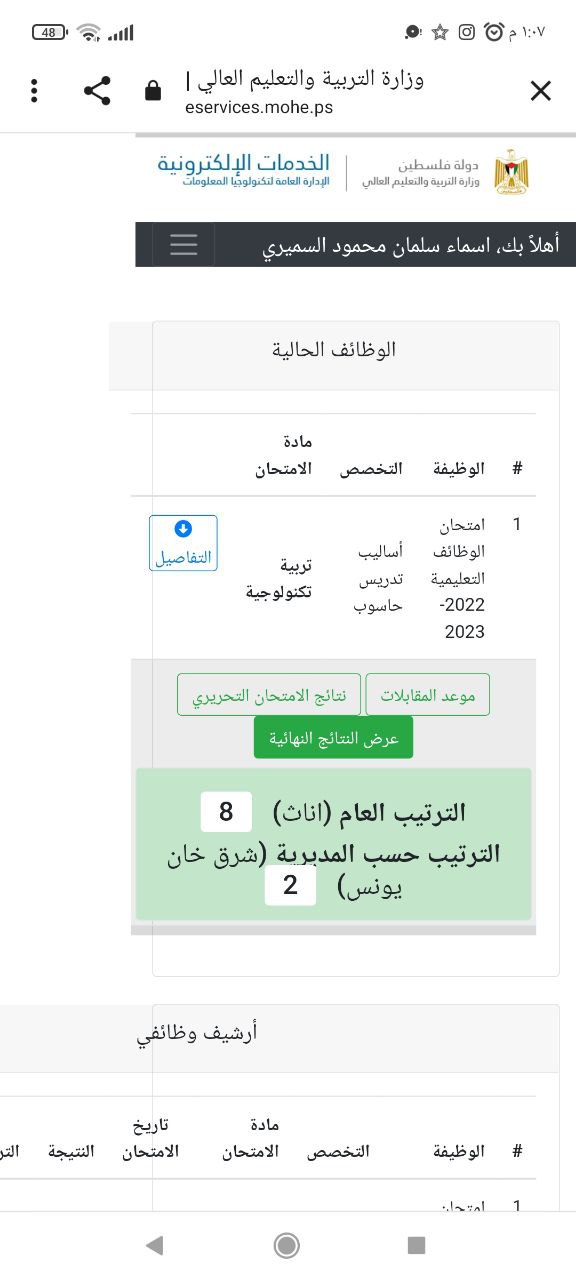 ١:٠٧ م
48
وزارة التربية والتعليم العالي |
eservices.mohe.ps
دولة فلسطين
وزارة التربية والتعليم العالي
الخدمات الإلكترونية
الإدارة العامة لتكنولوجيا المعلومات
أهلاً بك، اسماء سلمان محمود السميري
الوظائف الحالية
# الوظيفة التخصص مادة الامتحان
1 امتحان الوظائف التعليمية 2022-2023 أساليب تدريس حاسوب تربية تكنولوجية التفاصيل
موعد المقابلات نتائج الامتحان التحريري
عرض النتائج النهائية
الترتيب العام (اناث) 8
الترتيب حسب المديرية (شرق خان
يونس) 2
أرشيف وظائفي
# الوظيفة التخصص مادة الامتحان تاريخ الامتحان النتيجة
1 امتحان